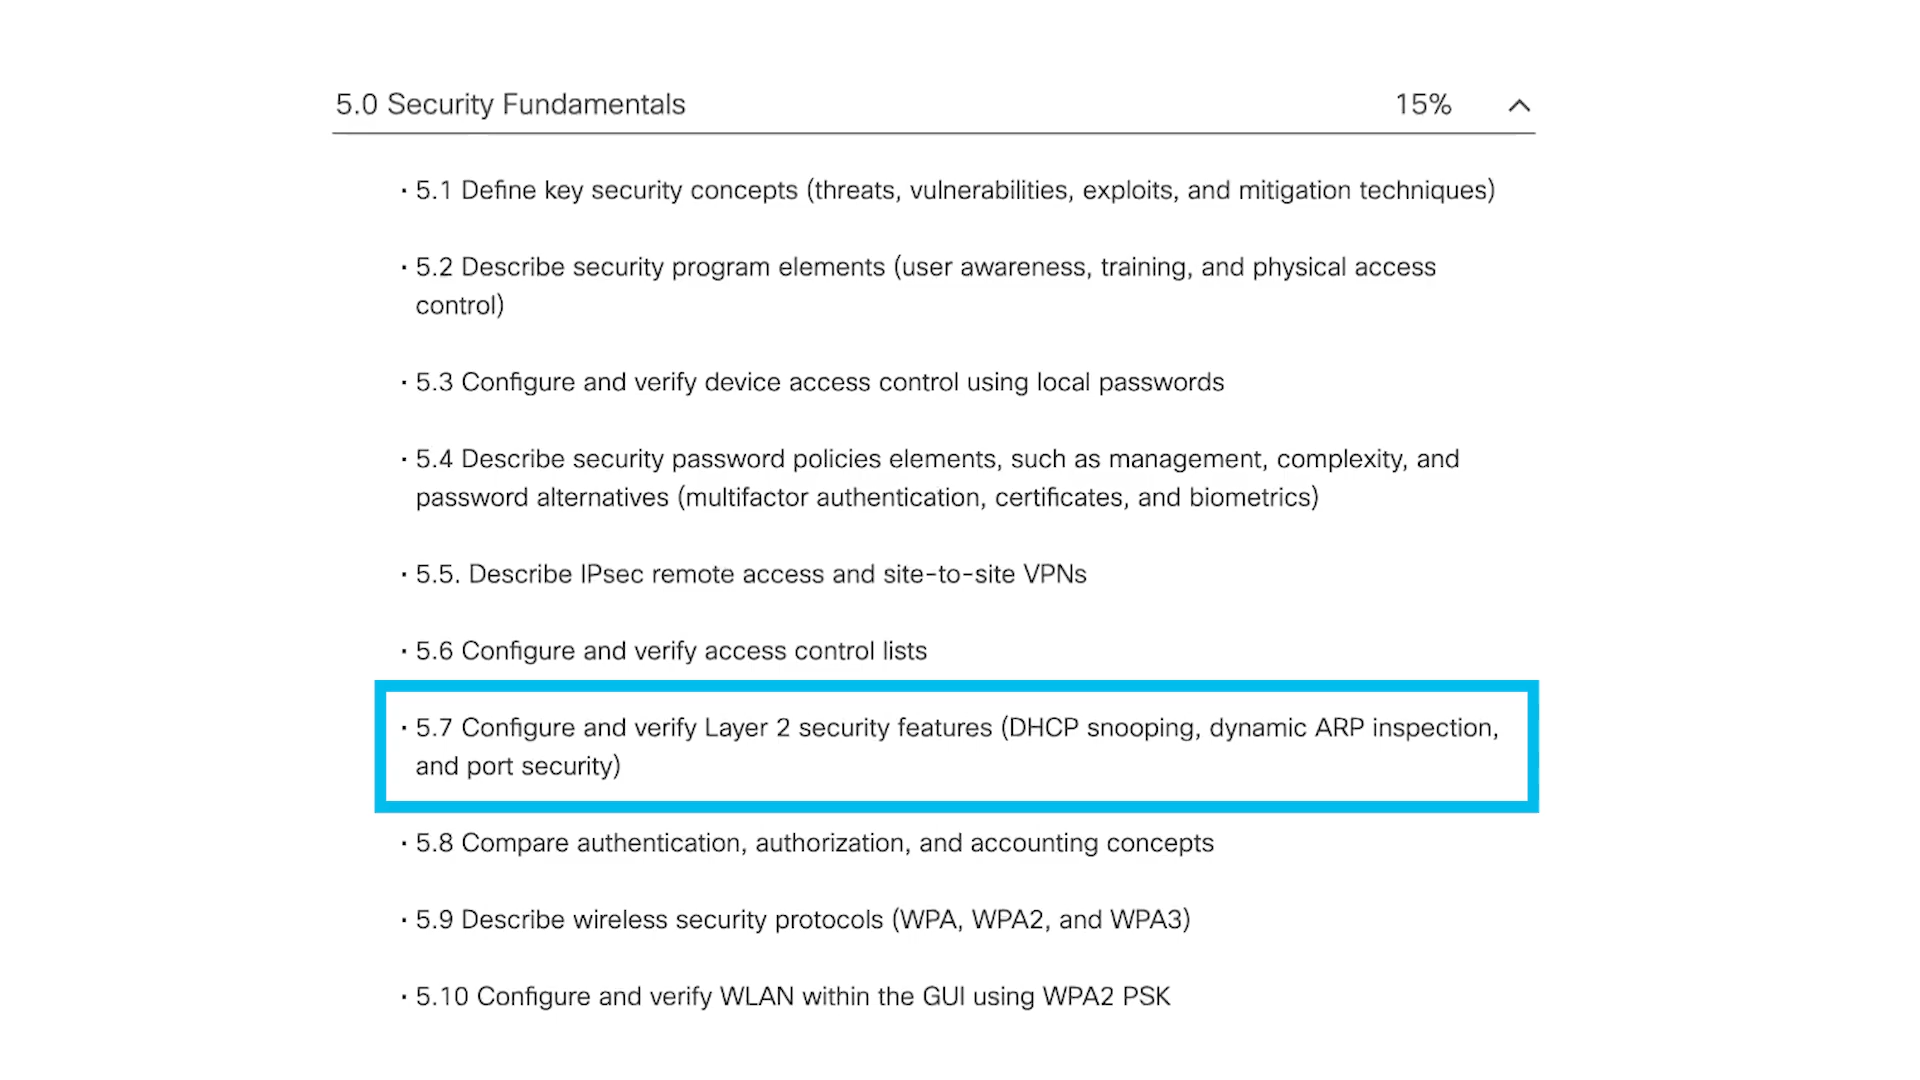 5.0 Security Fundamentals 15%
· 5.1 Define key security concepts (threats, vulnerabilities, exploits, and mitigation techniques)
· 5.2 Describe security program elements (user awareness, training, and physical access
control)
· 5.3 Configure and verify device access control using local passwords
· 5.4 Describe security password policies elements, such as management, complexity, and
password alternatives (multifactor authentication, certificates, and biometrics)
· 5.5. Describe IPsec remote access and site-to-site VPNs
· 5.6 Configure and verify access control lists
· 5.7 Configure and verify Layer 2 security features (DHCP snooping, dynamic ARP inspection,
and port security)
· 5.8 Compare authentication, authorization, and accounting concepts
· 5.9 Describe wireless security protocols (WPA, WPA2, and WPA3)
· 5.10 Configure and verify WLAN within the GUI using WPA2 PSK